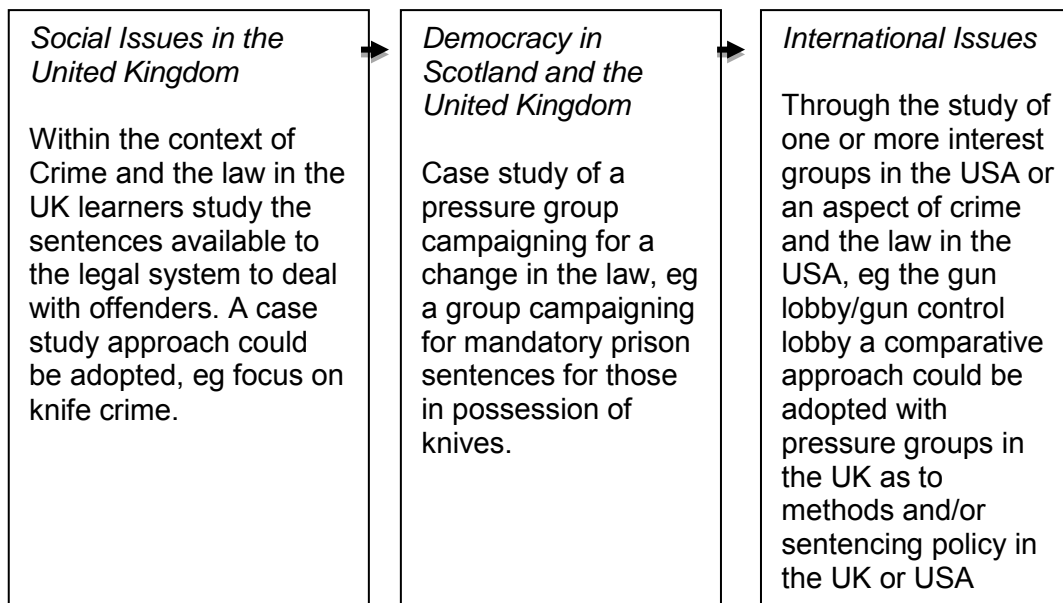 Social Issues in the
United Kingdom
Within the context of
Crime and the law in the
UK learners study the
sentences available to
the legal system to deal
with offenders. A case
study approach could
be adopted, eg focus on
knife crime.
Democracy in
Scotland and the
United Kingdom
Case study of a
pressure group
campaigning for a
change in the law, eg
a group campaigning
for mandatory prison
sentences for those
in possession of
knives.
International Issues
Through the study of
one or more interest
groups in the USA or
an aspect of crime
and the law in the
USA, eg the gun
lobby/gun control
lobby a comparative
approach could be
adopted with
pressure groups in
the UK as to
methods and/or
sentencing policy in
the UK or USA